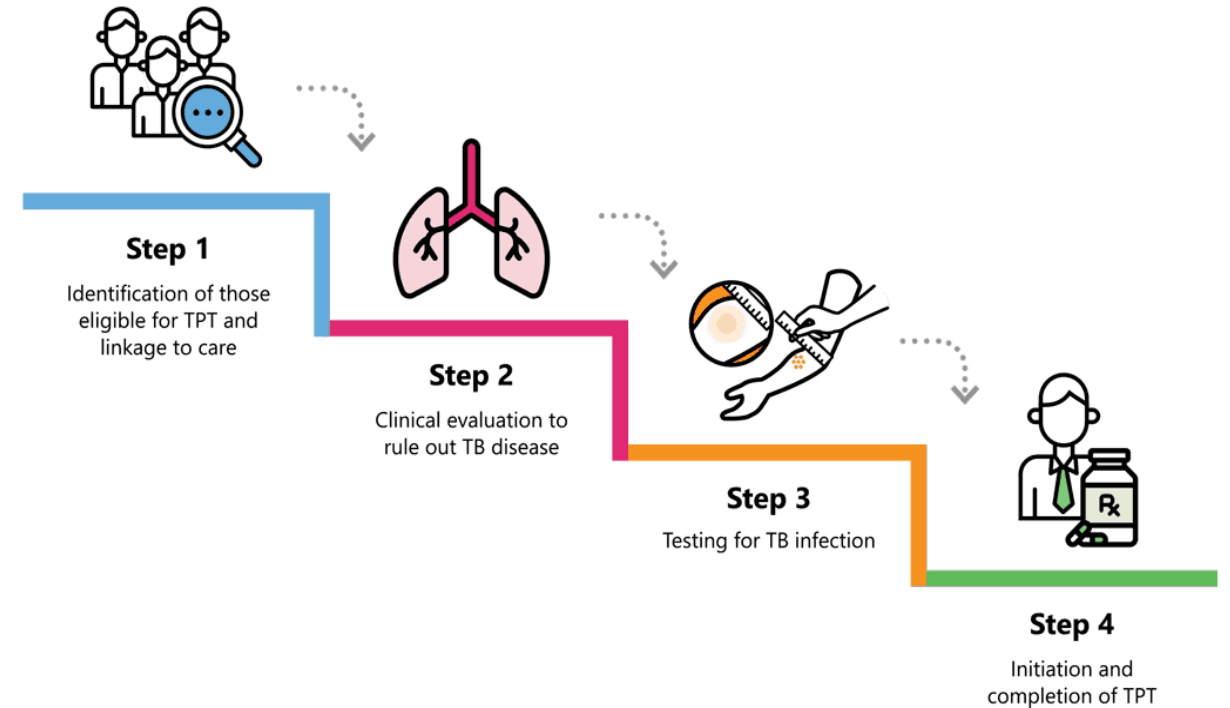 Step 1
Identification of those
eligible for TPT and
linkage to care
Step 2
Clinical evaluation to
rule out TB disease
Step 3
Testing for TB infection
Rx
Step 4
Initiation and
completion of TPT